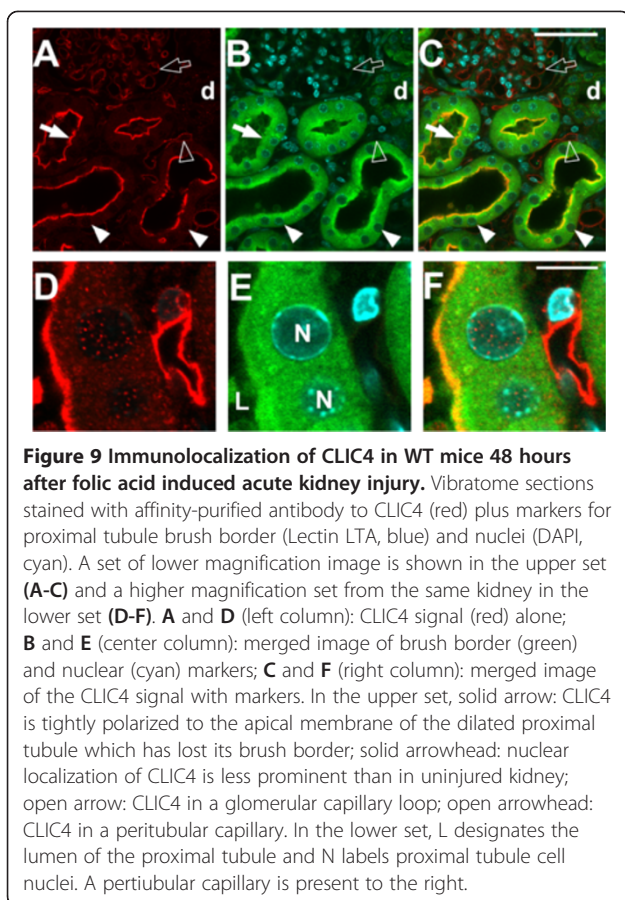 A B C
d d
D E F
N
L N
Figure 9 Immunolocalization of CLIC4 in WT mice 48 hours
after folic acid induced acute kidney injury. Vibratome sections
stained with affinity-purified antibody to CLIC4 (red) plus markers for
proximal tubule brush border (Lectin LTA, blue) and nuclei (DAPI,
cyan). A set of lower magnification image is shown in the upper set
(A-C) and a higher magnification set from the same kidney in the
lower set (D-F). A and D (left column): CLIC4 signal (red) alone;
B and E (center column): merged image of brush border (green)
and nuclear (cyan) markers; C and F (right column): merged image
of the CLIC4 signal with markers. In the upper set, solid arrow: CLIC4
is tightly polarized to the apical membrane of the dilated proximal
tubule which has lost its brush border; solid arrowhead: nuclear
localization of CLIC4 is less prominent than in uninjured kidney;
open arrow: CLIC4 in a glomerular capillary loop; open arrowhead:
CLIC4 in a peritubular capillary. In the lower set, L designates the
lumen of the proximal tubule and N labels proximal tubule cell
nuclei. A pertiubular capillary is present to the right.